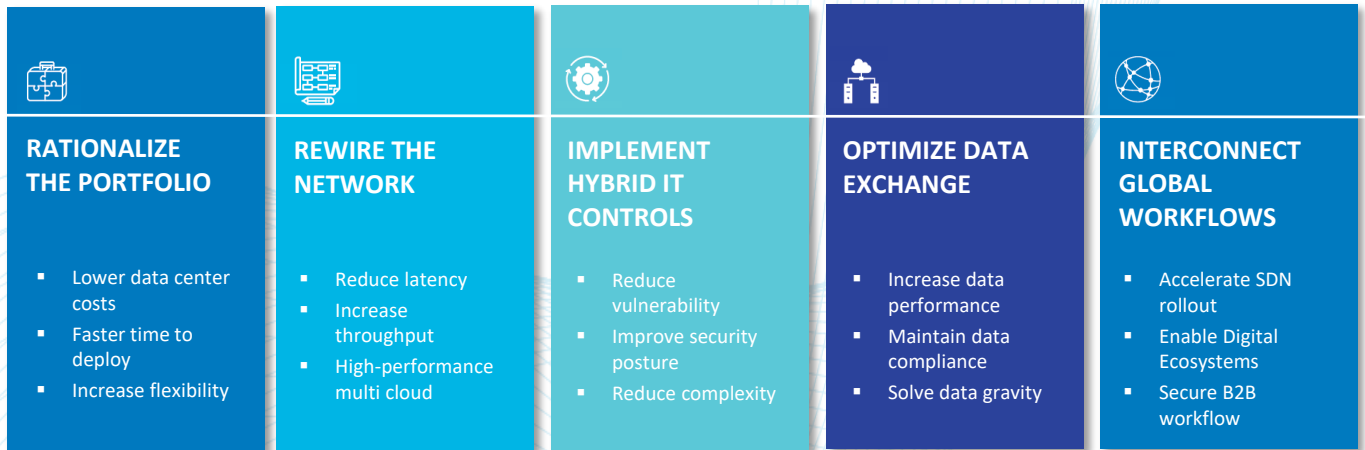 RATIONALIZE
THE PORTFOLIO
▪ Lower data center
costs
▪ Faster time to
deploy
▪ Increase flexibility
REWIRE THE
NETWORK
▪ Reduce latency
▪ Increase
throughput
▪ High-performance
multi cloud
IMPLEMENT
HYBRID IT
CONTROLS
▪ Reduce
vulnerability
▪ Improve security
posture
▪ Reduce complexity
OPTIMIZE DATA
EXCHANGE
▪ Increase data
performance
▪ Maintain data
compliance
▪ Solve data gravity
INTERCONNECT
GLOBAL
WORKFLOWS
▪ Accelerate SDN
rollout
▪ Enable Digital
Ecosystems
▪ Secure B2B
workflow